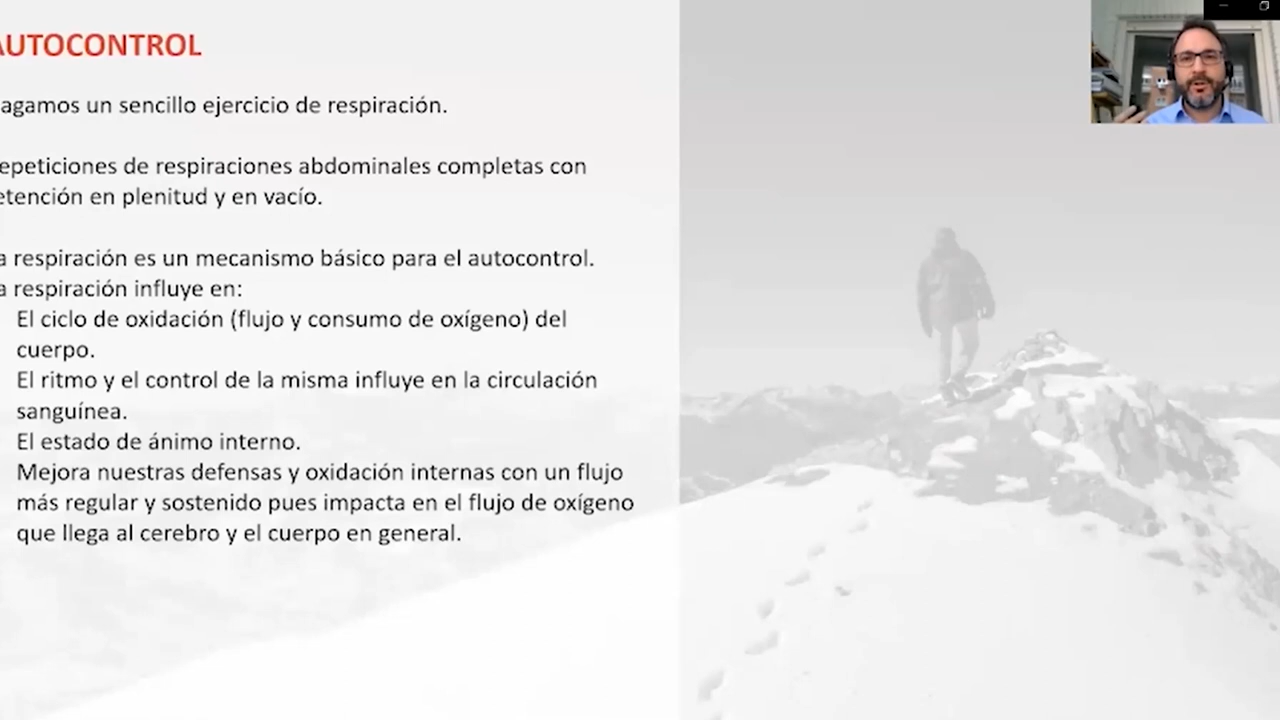 AUTOCONTROL
agamos un sencillo ejercicio de respiración.
epeticiones de respiraciones abdominales completas con
etención en plenitud y en vacío.
a respiración es un mecanismo básico para el autocontrol.
a respiración influye en:
El ciclo de oxidación (flujo y consumo de oxígeno) del
cuerpo.
El ritmo y el control de la misma influye en la circulación
sanguínea.
El estado de ánimo interno.
Mejora nuestras defensas y oxidación internas con un flujo
más regular y sostenido pues impacta en el flujo de oxígeno
que llega al cerebro y el cuerpo en general.